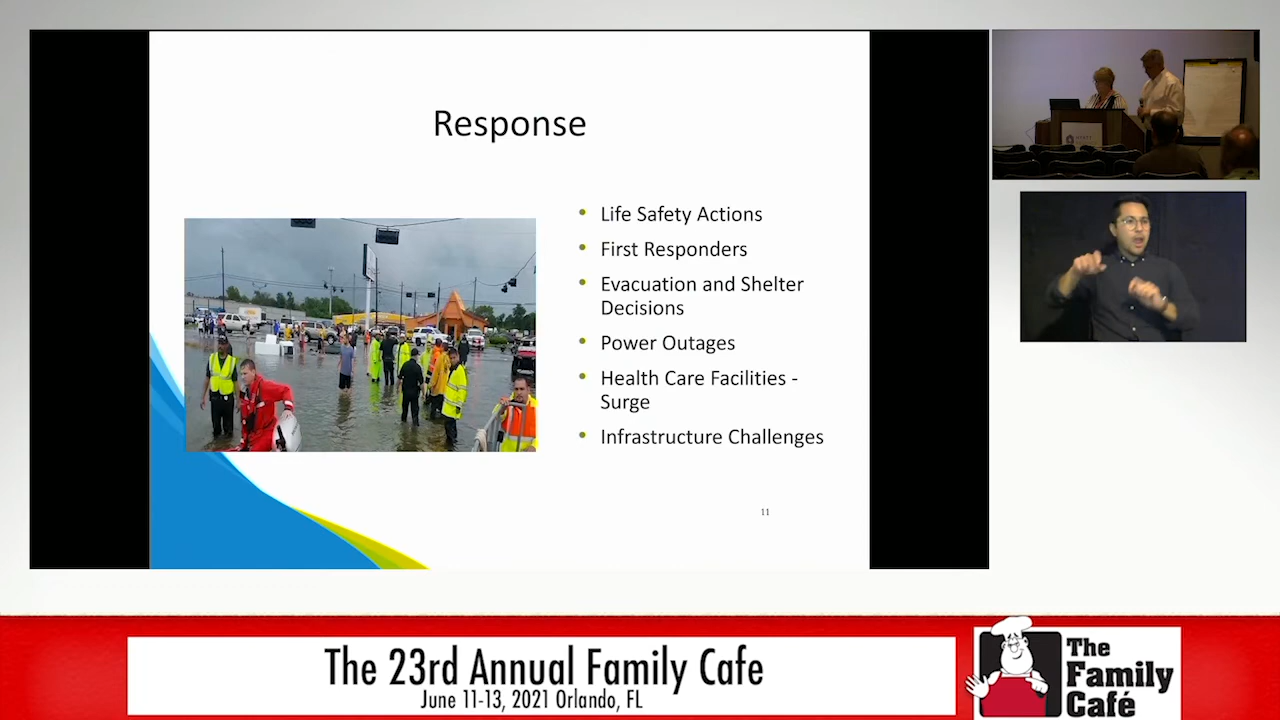 Response
• Life Safety Actions
• First Responders
• Evacuation and Shelter
Decisions
• Power Outages
• Health Care Facilities -
Surge
• Infrastructure Challenges
11
The 23rd Annual Family Cafe
June 11-13, 2021 Orlando, FL
The
Family
Café